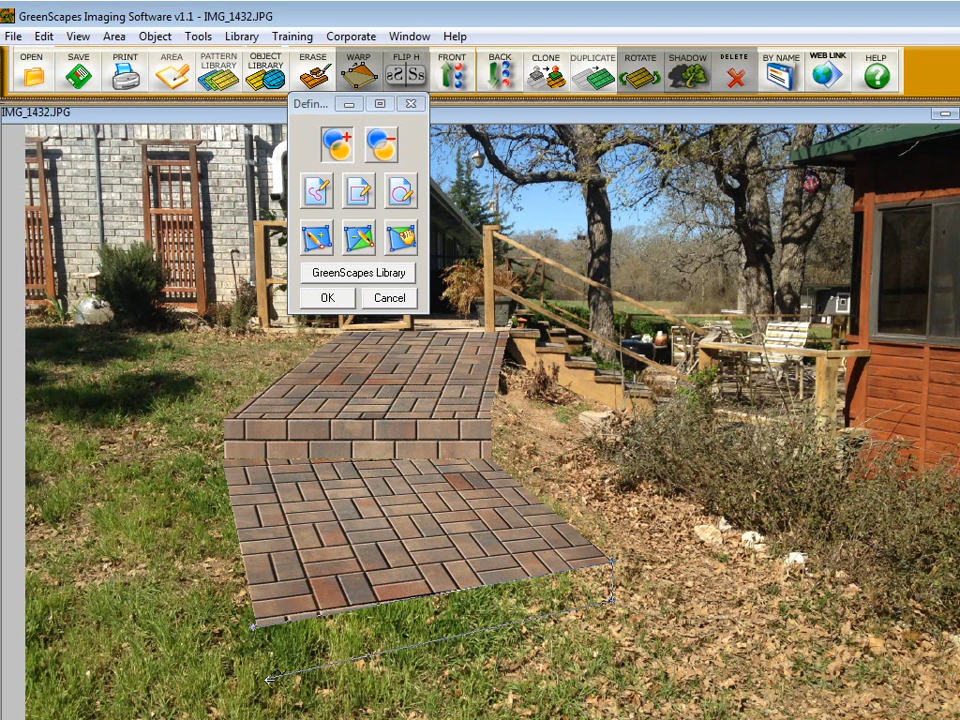 GreenScapes Imaging Software v1.1 - IMG_1432.JPG
File Edit View Area Object Tools Library Training Corporate Window Help
OPEN SAVE PRINT AREA PATTERN LIBRARY OBJECT LIBRARY ERASE WARP FLIP H FRONT BACK CLONE DUPLICATE ROTATE SHADOW DELETE BY NAME WEB LINK HELP
SS Ss
IMG_1432.JPG
Defin...
GreenScapes Library
OK Cancel